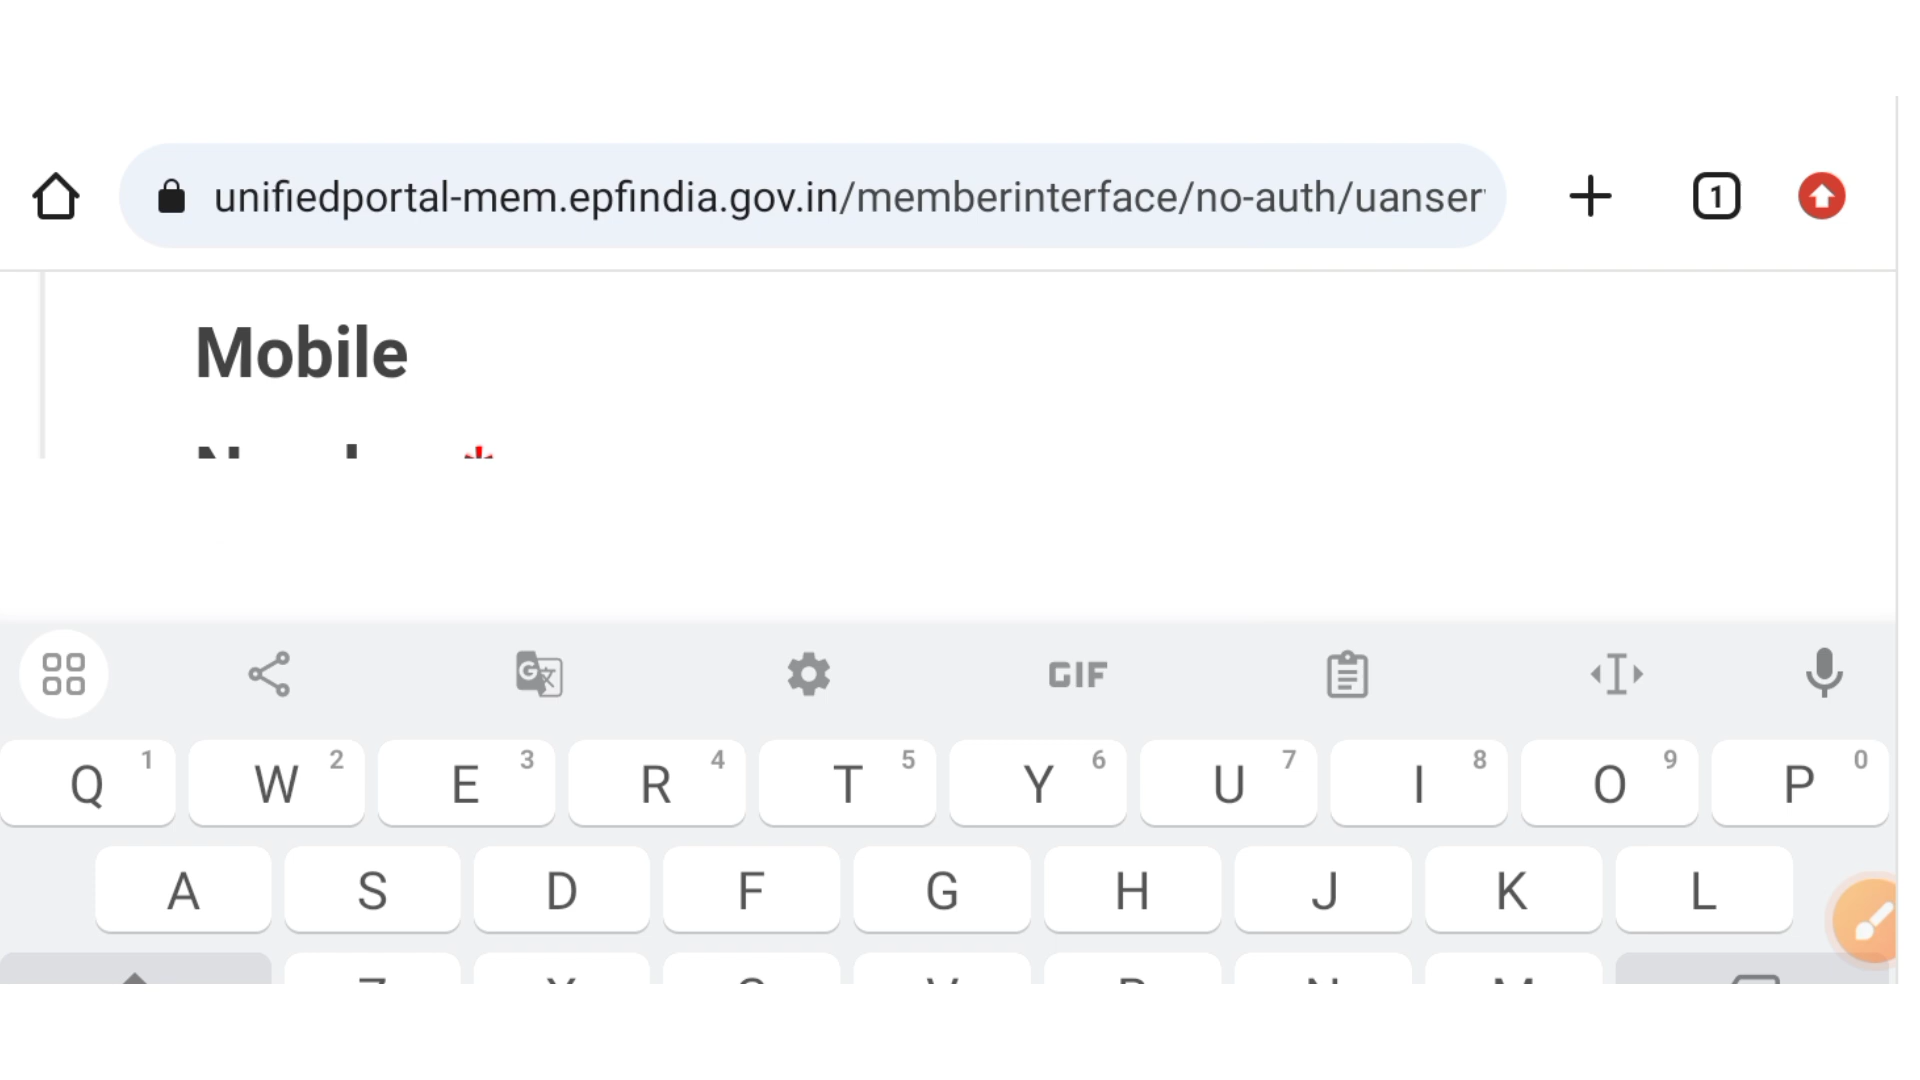 unifiedportal-mem.epfindia.gov.in/memberinterface/no-auth/uanser
1
Mobile
GIF
Q 1 W 2 E 3 R 4 T 5 Y 6 U 7 I 8 O 9 P 0
A S D F G H J K L